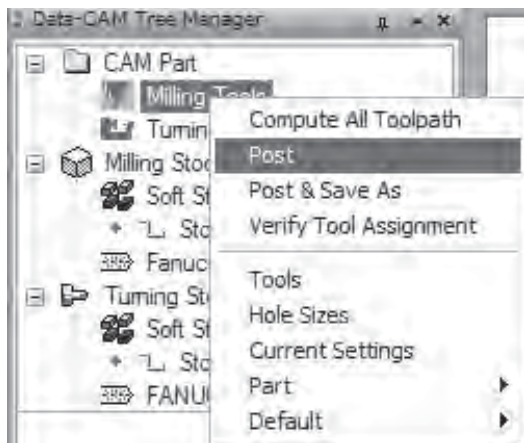 Data-CAM Tree Manager
CAM Part
Milling Tools
Turnin
Milling Stoc
Soft St
Sto
Fanuc
Turning St
Soft St
Sto
FANU
Compute All Toolpath
Post
Post & Save As
Verify Tool Assignment
Tools
Hole Sizes
Current Settings
Part
Default